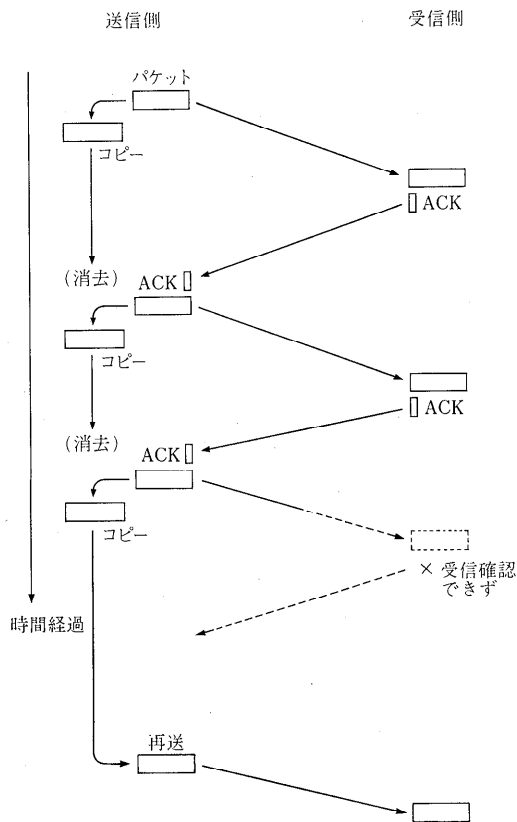 送信側
受信側
パケット
コピー
ACK
(消去)
ACK
コピー
ACK
(消去)
ACK
コピー
× 受信確認
できず
時間経過
再送